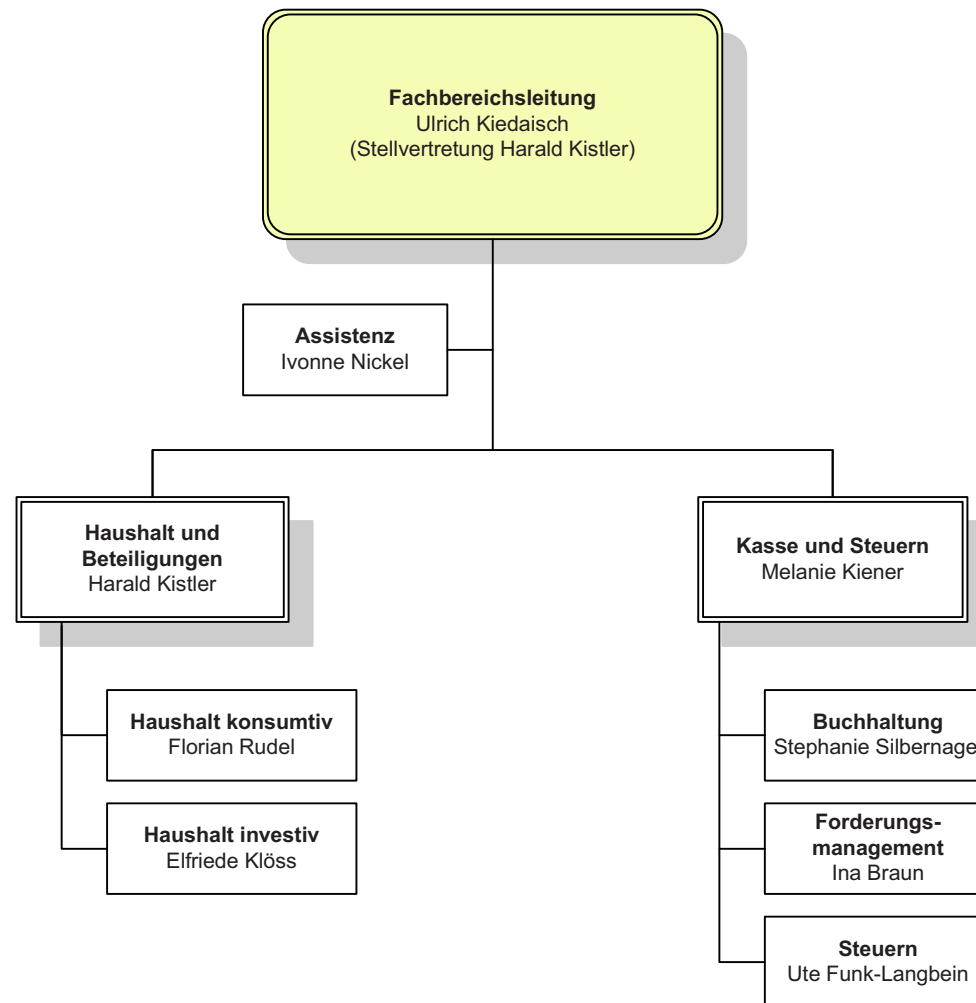 Fachbereichsleitung
Ulrich Kiedaisch
(Stellvertretung Harald Kistler)
Assistenz
Ivonne Nickel
Haushalt und
Beteiligungen
Harald Kistler
Haushalt konsumtiv
Florian Rudel
Haushalt investiv
Elfriede Klöss
Kasse und Steuern
Melanie Kiener
Buchhaltung
Stephanie Silbernage
Forderungs-
management
Ina Braun
Steuern
Ute Funk-Langbein